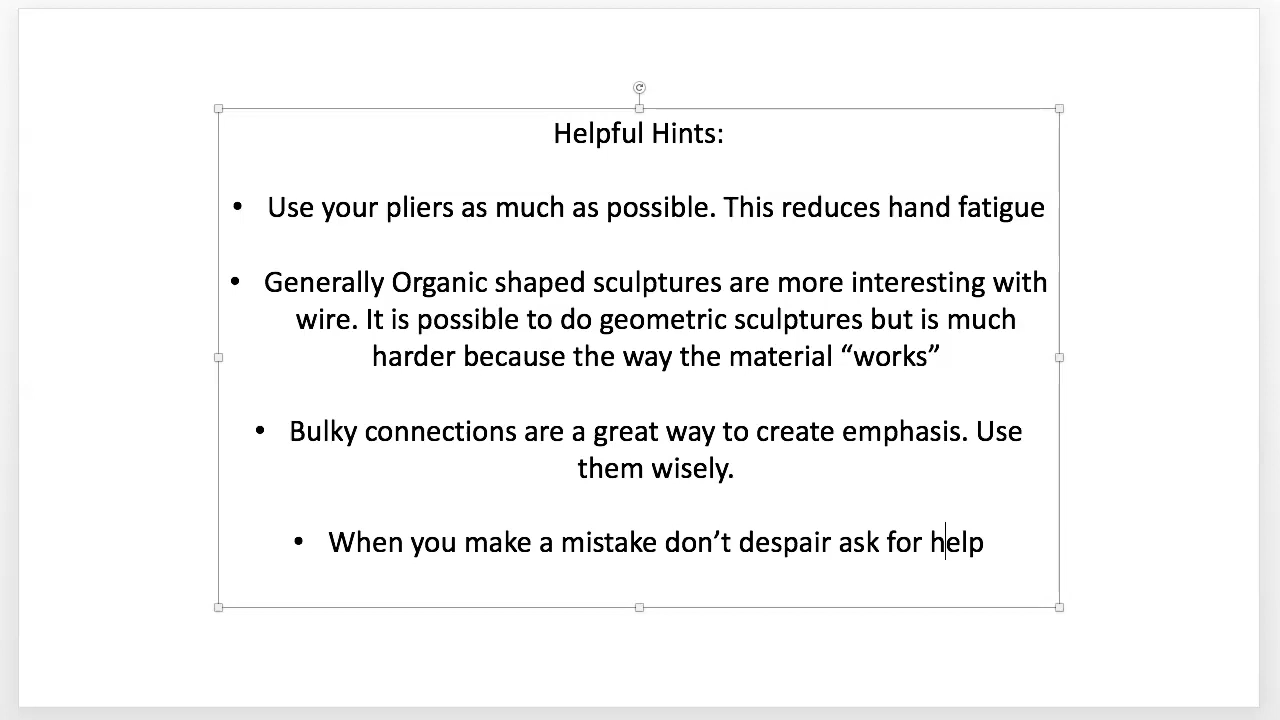 Helpful Hints:
• Use your pliers as much as possible. This reduces hand fatigue
• Generally Organic shaped sculptures are more interesting with
wire. It is possible to do geometric sculptures but is much
harder because the way the material “works”
• Bulky connections are a great way to create emphasis. Use
them wisely.
• When you make a mistake don’t despair ask for help